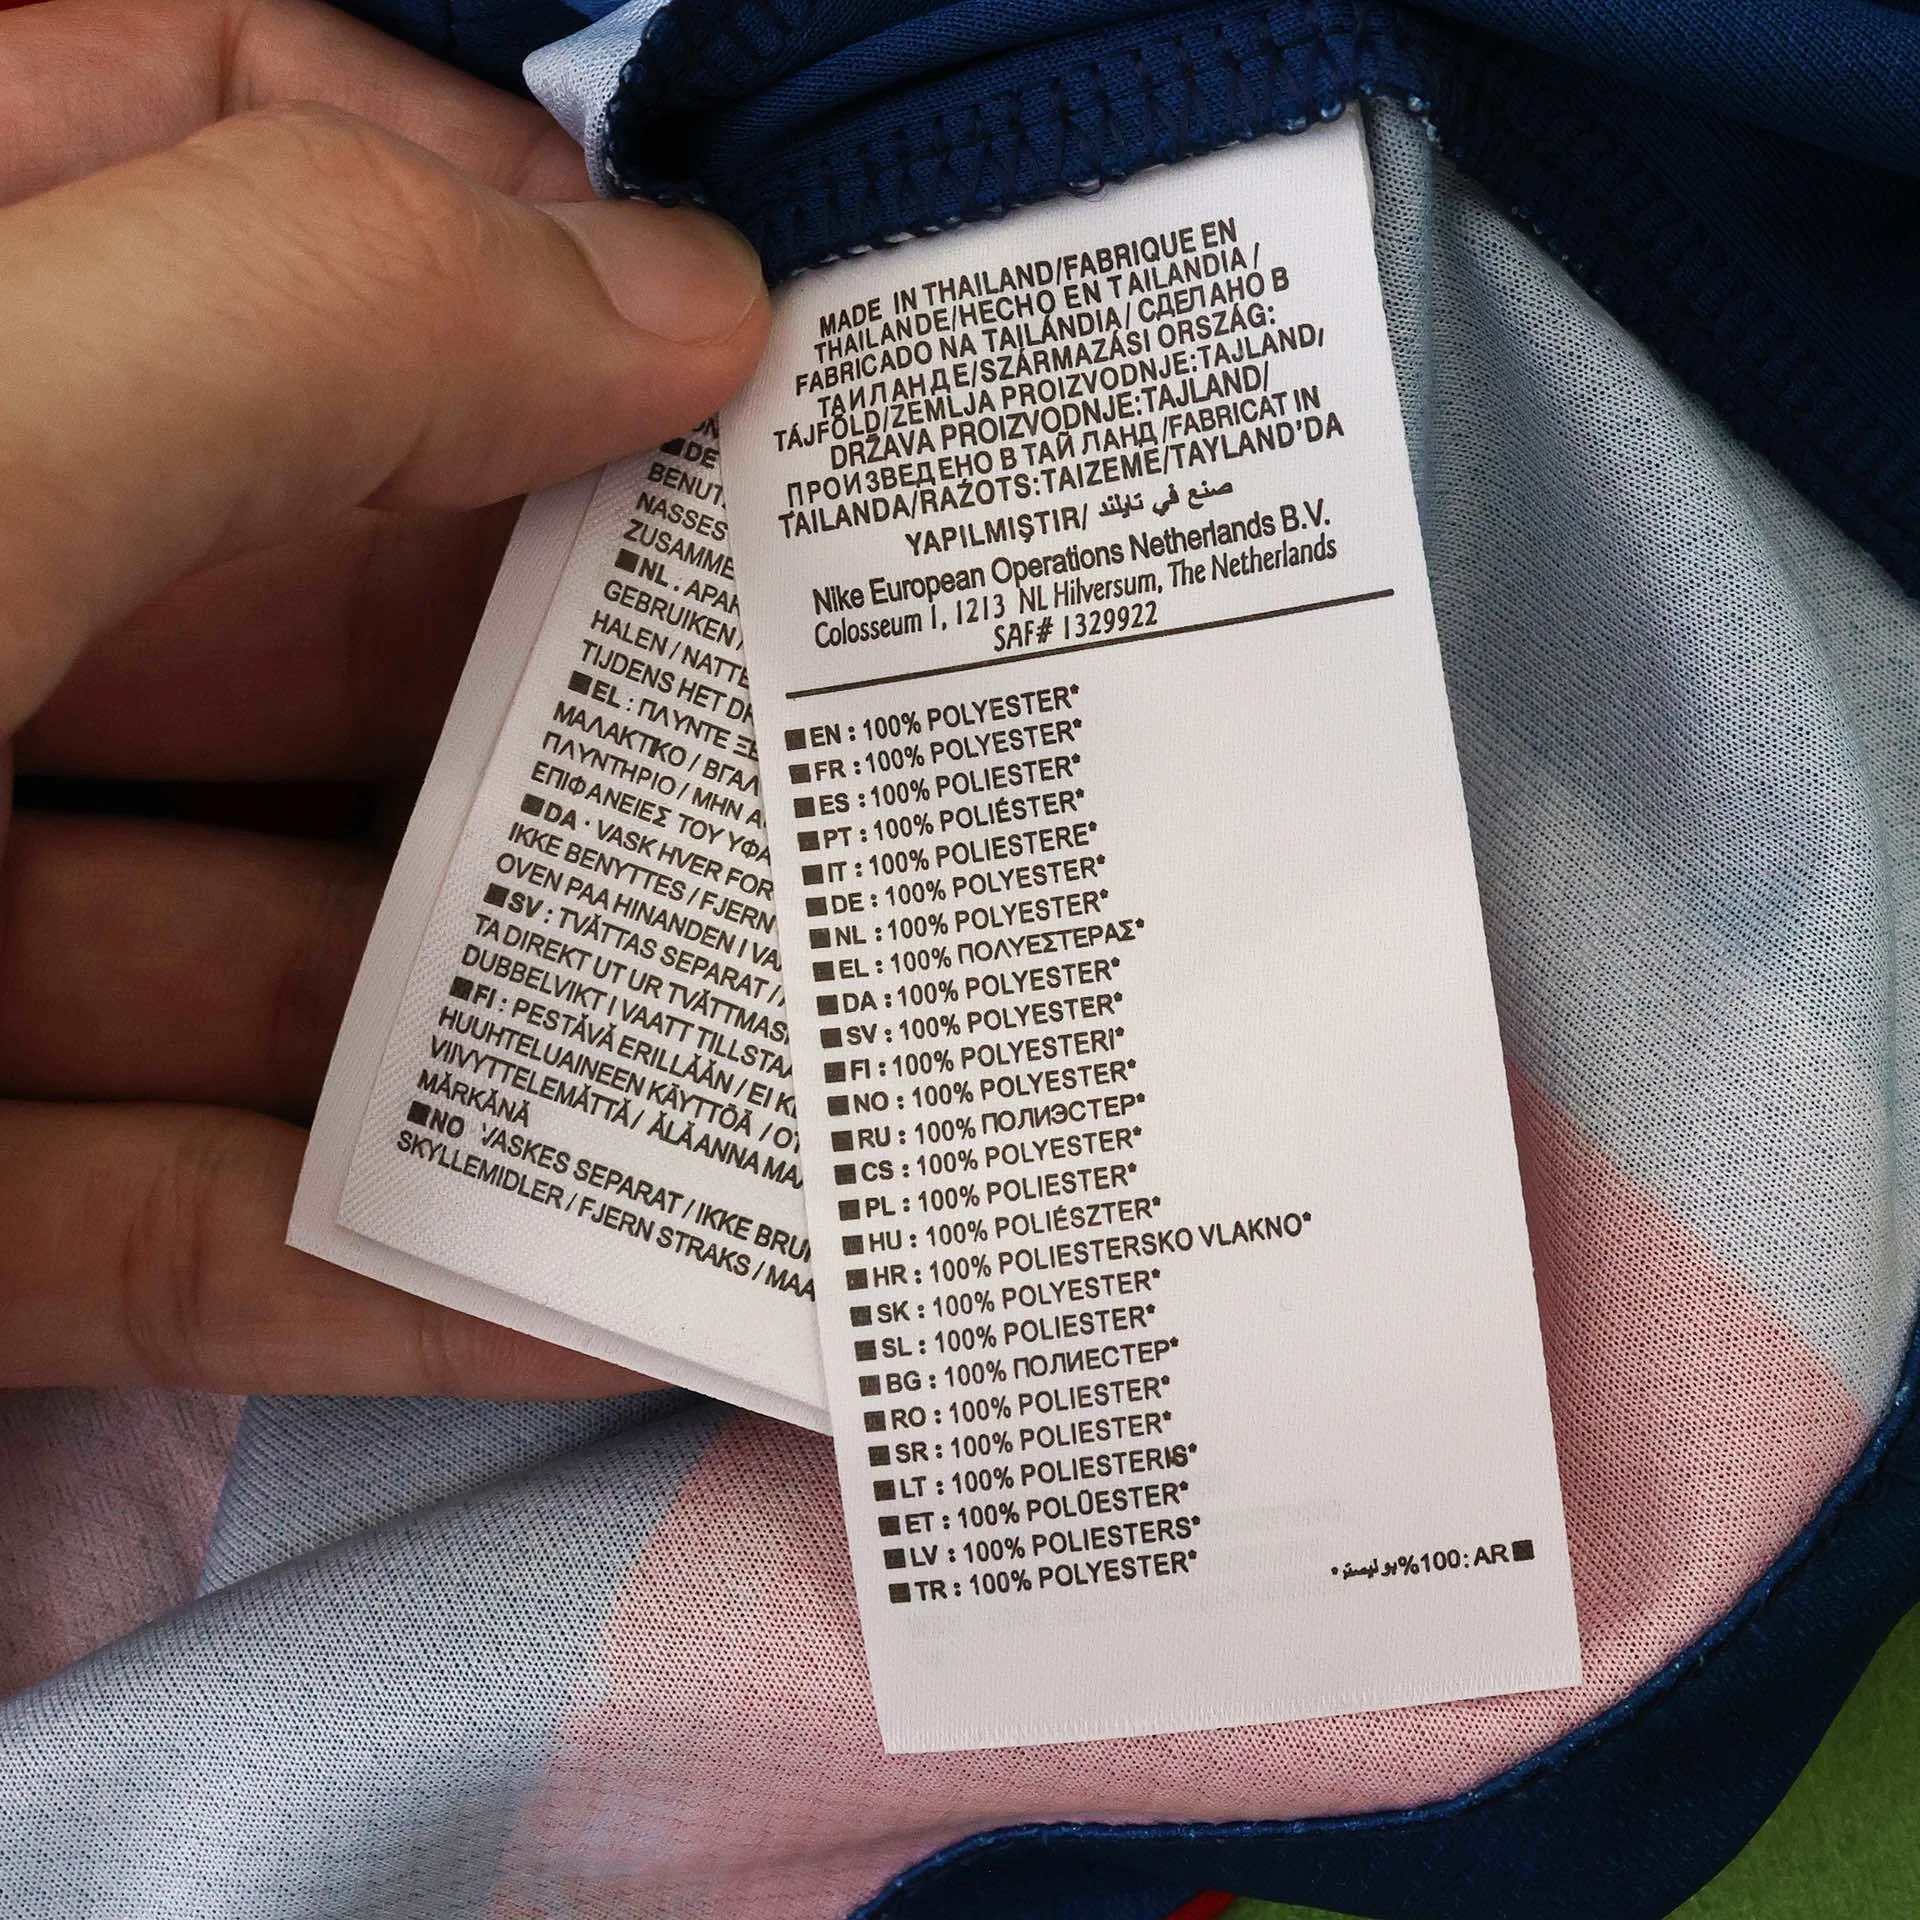 MADE IN THAILAND/FABRIQUE EN
THAILANDE/HECHO EN TAILANDIA /
FABRICADO NA TAILÁNDIA/ СДЕЛАНО В
ТАИЛАНДЕ/SZÁRMAZÁSI ORSZÁG:
TÁJFÖLD/ZEMLJA PROIZVODNJE:TAJLAND,
DRŽAVA PROIZVODNJE:TAJLAND/
ПРОИЗВЕДЕНО В ТАЙЛАНД /FABRICAT IN
TAILANDA/RAŽOTS:TAIZEME/TAYLAND'DA
YAPILMIŞTIR/ صنع في تايلند
Nike European Operations Netherlands B.V.
Colosseum 1, 1213 NL Hilversum, The Netherlands
SAF# 1329922
EN : 100% POLYESTER*
FR : 100% POLYESTER*
ES : 100% POLIESTER*
PT : 100% POLIÉSTER*
IT : 100% POLIESTERE*
DE : 100% POLYESTER*
NL : 100% POLYESTER*
EL : 100% ΠΟΛΥΕΣΤΕΡΑΣ*
DA : 100% POLYESTER*
SV : 100% POLYESTER*
FI : 100% POLYESTERI*
NO : 100% POLYESTER*
RU : 100% ПОЛИЭСТЕР*
CS : 100% POLYESTER*
PL : 100% POLIESTER*
HU : 100% POLIÉSZTER*
HR : 100% POLIESTERSKO VLAKNO*
SK : 100% POLYESTER*
SL : 100% POLIESTER*
BG : 100% ПОЛИЕСТЕР*
RO : 100% POLIESTER*
SR : 100% POLIESTER*
LT : 100% POLIESTERIS*
ET : 100% POLÜESTER*
LV : 100% POLIESTERS*
TR : 100% POLYESTER*
%100: AR
DE
BENUT
NASSES
ZUSAMME
NL . APAR
GEBRUIKEN /
HALEN / NATTE
TIJDENS HET DR
EL : ΠΛΥΝΤΕ ΞΕ
ΜΑΛΑΚΤΙΚΟ / ΒΓΑΛ
ΠΛΥΝΤΗΡΙΟ / ΜΗΝ Α
ΕΠΙΦΑΝΕΙΕΣ ΤΟΥ ΥΦΑ
DA · VASK HVER FOR
IKKE BENYTTES / FJERN
OVEN PAA HINANDEN I VA
SV : TVÄTTAS SEPARAT /
TA DIREKT UT UR TVÄTTMAS
DUBBELVIKT I VAATT TILLSTA
FI : PESTÄVÄ ERILLÄÄN / EI K
HUUHTELUAINEEN KÄYTTÖÄ / OT
VIIVYTTELEMÄTTÄ / ÄLÄ ANNA MA
MÄRKÄNÄ
NO VASKES SEPARAT / IKKE BRU
SKYLLEMIDLER / FJERN STRAKS / MAA